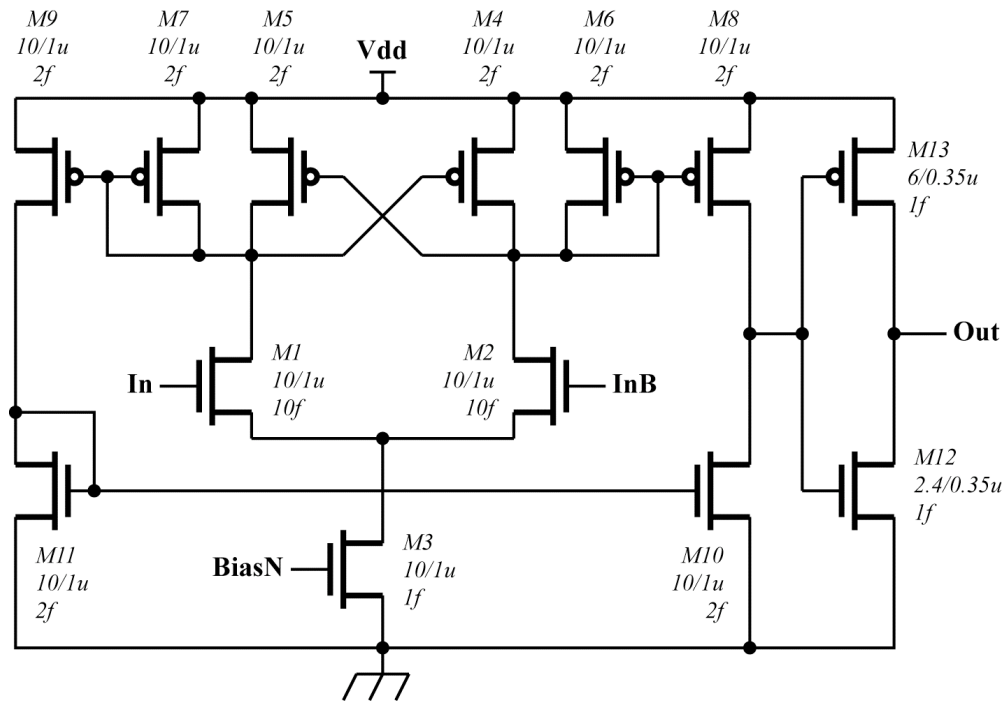 M9
10/1u
2f
M7
10/1u
2f
M5
10/1u
2f
Vdd
M4
10/1u
2f
M6
10/1u
2f
M8
10/1u
2f
M13
6/0.35u
1f
In
M1
10/1u
10f
M2
10/1u
10f
InB
Out
M12
2.4/0.35u
1f
M11
10/1u
2f
BiasN
M3
10/1u
1f
M10
10/1u
2f